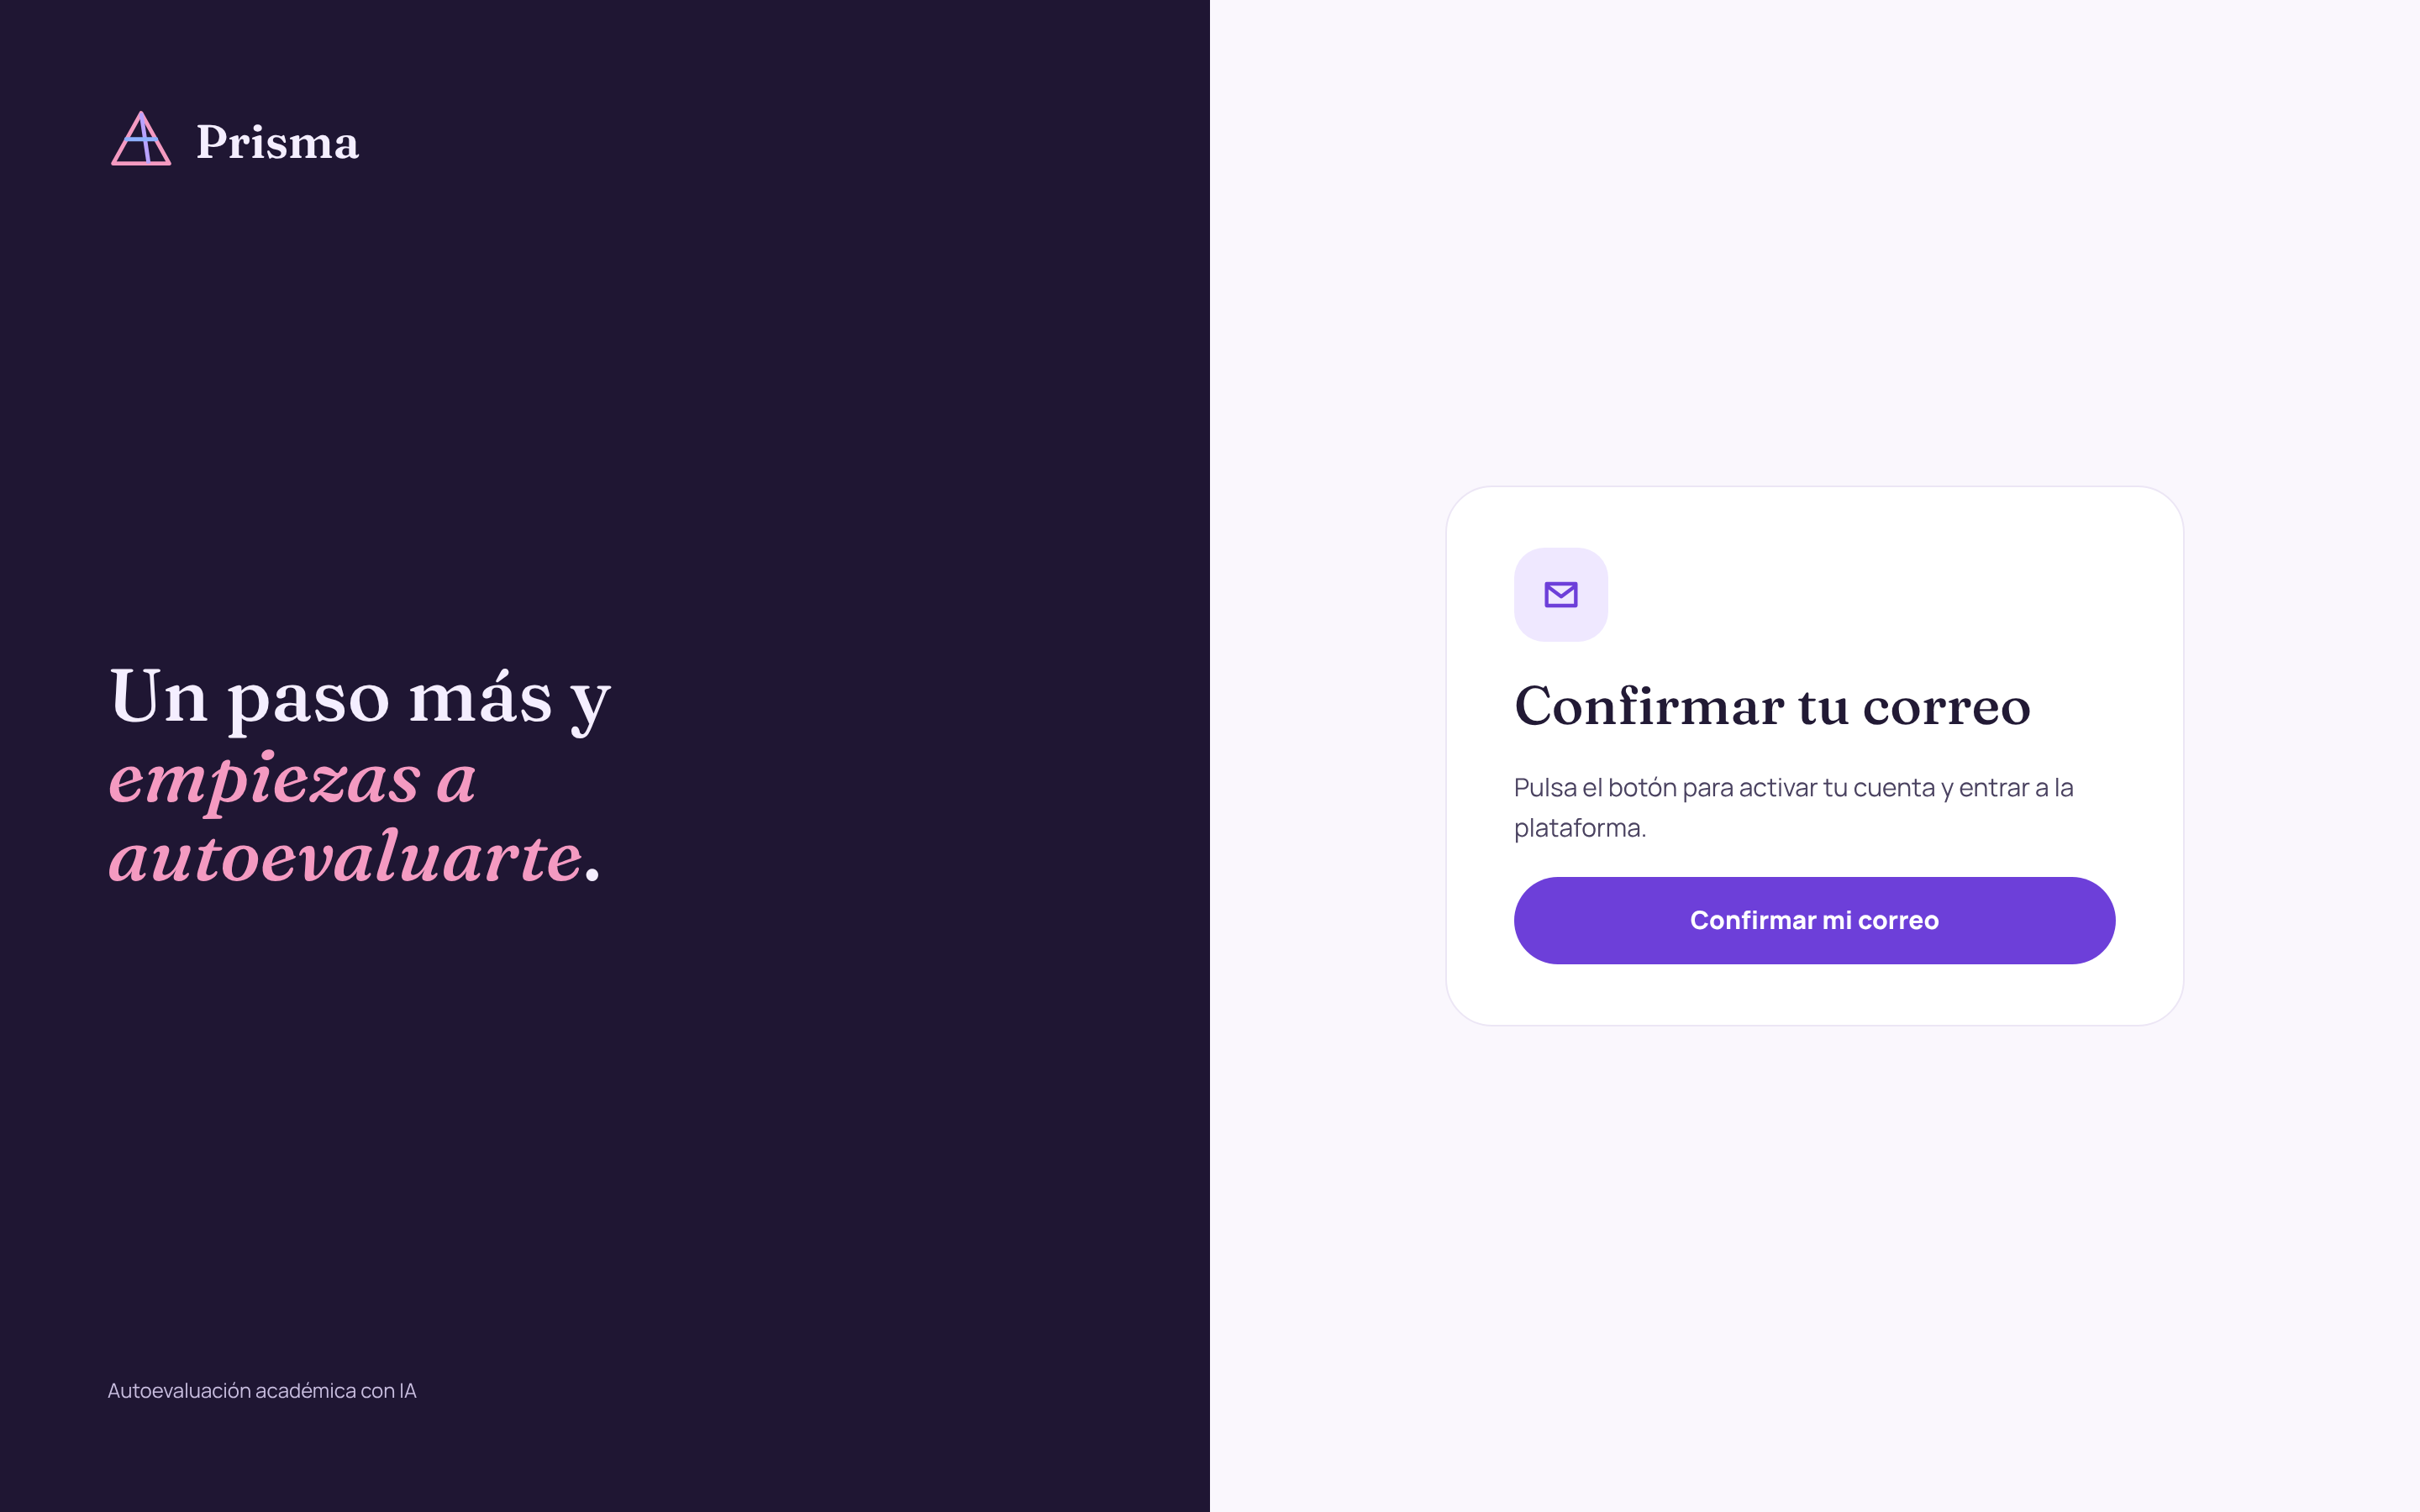 Prisma
Un paso más y
empiezas a
autoevaluarte.
Autoevaluación académica con IA
Confirmar tu correo
Pulsa el botón para activar tu cuenta y entrar a la
plataforma.
Confirmar mi correo